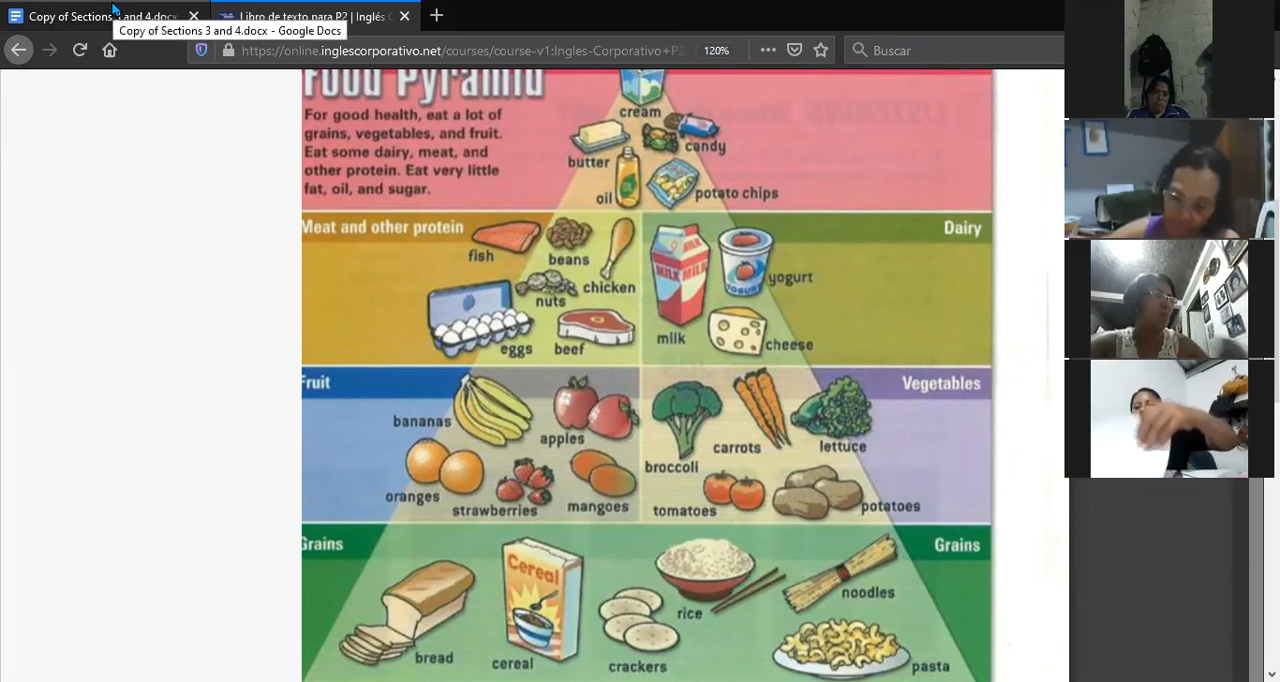 Copy of Sections 3 and 4.docx
Libro de texto para P2 | Inglés C
Copy of Sections 3 and 4.docx - Google Docs
https://online.inglescorporativo.net/courses/course-v1:Ingles-Corporativo+P2
120%
Buscar
Food Pyramid
For good health, eat a lot of
grains, vegetables, and fruit.
Eat some dairy, meat, and
other protein. Eat very little
fat, oil, and sugar.
cream
butter
candy
oil
potato chips
Meat and other protein
Dairy
fish
beans
chicken
nuts
eggs
beef
MILK MILK
milk
YOGURT
yogurt
cheese
Fruit
Vegetables
bananas
apples
oranges
strawberries
mangoes
broccoli
carrots
lettuce
tomatoes
potatoes
Grains
Grains
bread
Cereal
cereal
crackers
rice
noodles
pasta